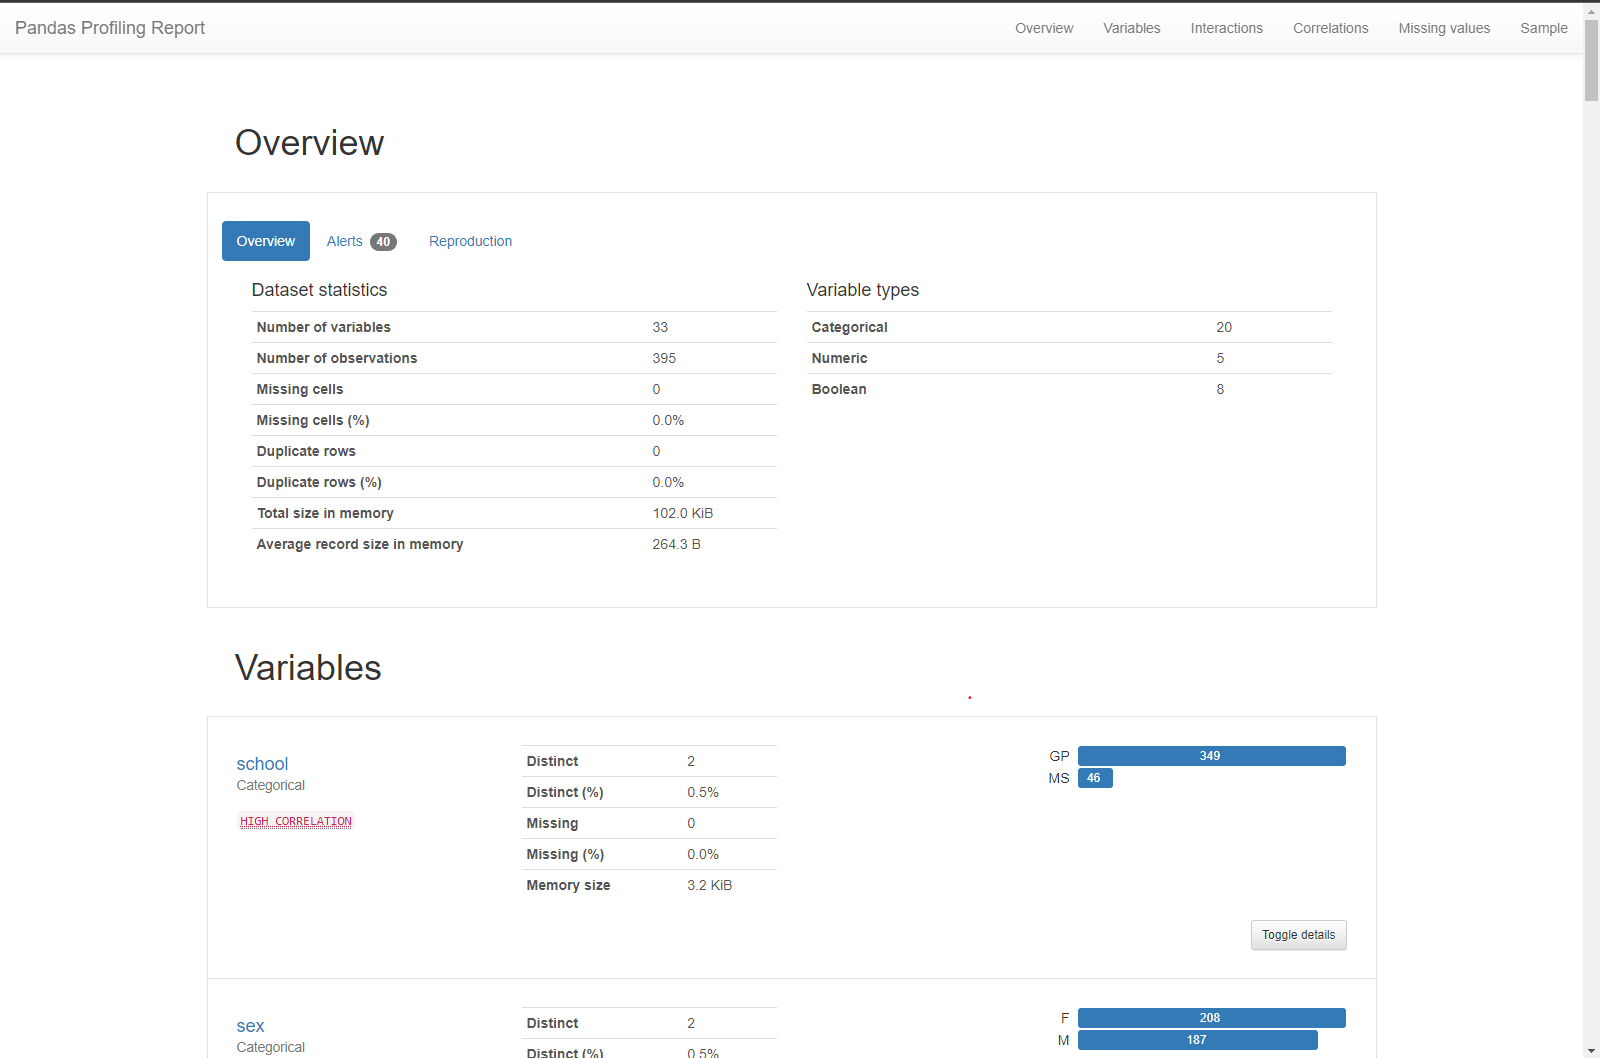 Pandas Profiling Report
Overview Variables Interactions Correlations Missing values Sample
Overview
Overview Alerts 40 Reproduction
Dataset statistics
Number of variables 33
Number of observations 395
Missing cells 0
Missing cells (%) 0.0%
Duplicate rows 0
Duplicate rows (%) 0.0%
Total size in memory 102.0 KiB
Average record size in memory 264.3 B
Variable types
Categorical 20
Numeric 5
Boolean 8
Variables
school
Categorical
HIGH CORRELATION
Distinct 2
Distinct (%) 0.5%
Missing 0
Missing (%) 0.0%
Memory size 3.2 KiB
GP 349
MS 46
Toggle details
sex
Categorical
Distinct 2
Distinct (%) 0.5%
F 208
M 187